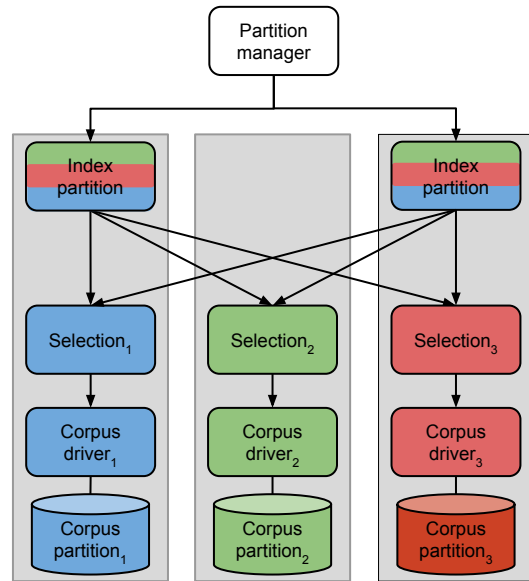 Partition
manager
Index
partition
Index
partition
Selection₁
Selection₂
Selection₃
Corpus
driver₁
Corpus
driver₂
Corpus
driver₃
Corpus
partition₁
Corpus
partition₂
Corpus
partition₃